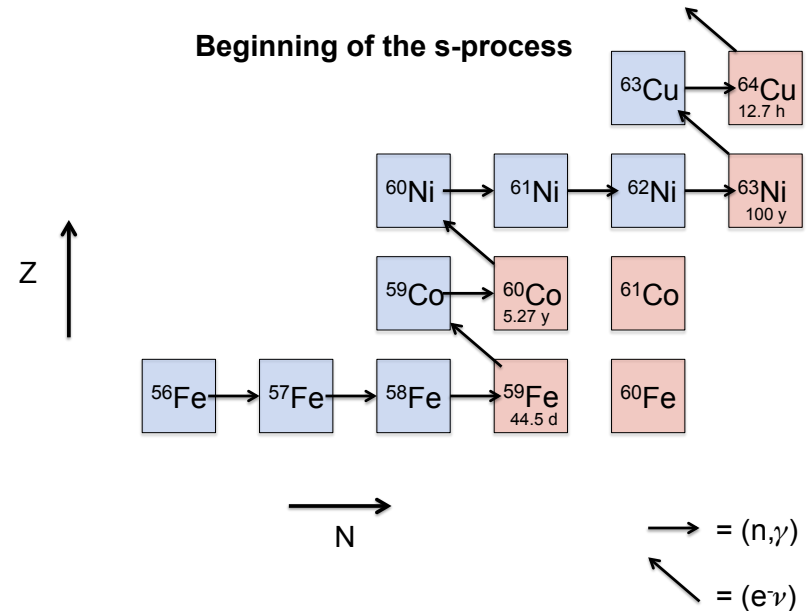 Beginning of the s-process
⁶³Cu ⁶⁴Cu
12.7 h
⁶⁰Ni ⁶¹Ni ⁶²Ni ⁶³Ni
100 y
Z
⁵⁹Co ⁶⁰Co ⁶¹Co
5.27 y
⁵⁶Fe ⁵⁷Fe ⁵⁸Fe ⁵⁹Fe ⁶⁰Fe
44.5 d
N
= (n,γ)
= (e⁻ν)